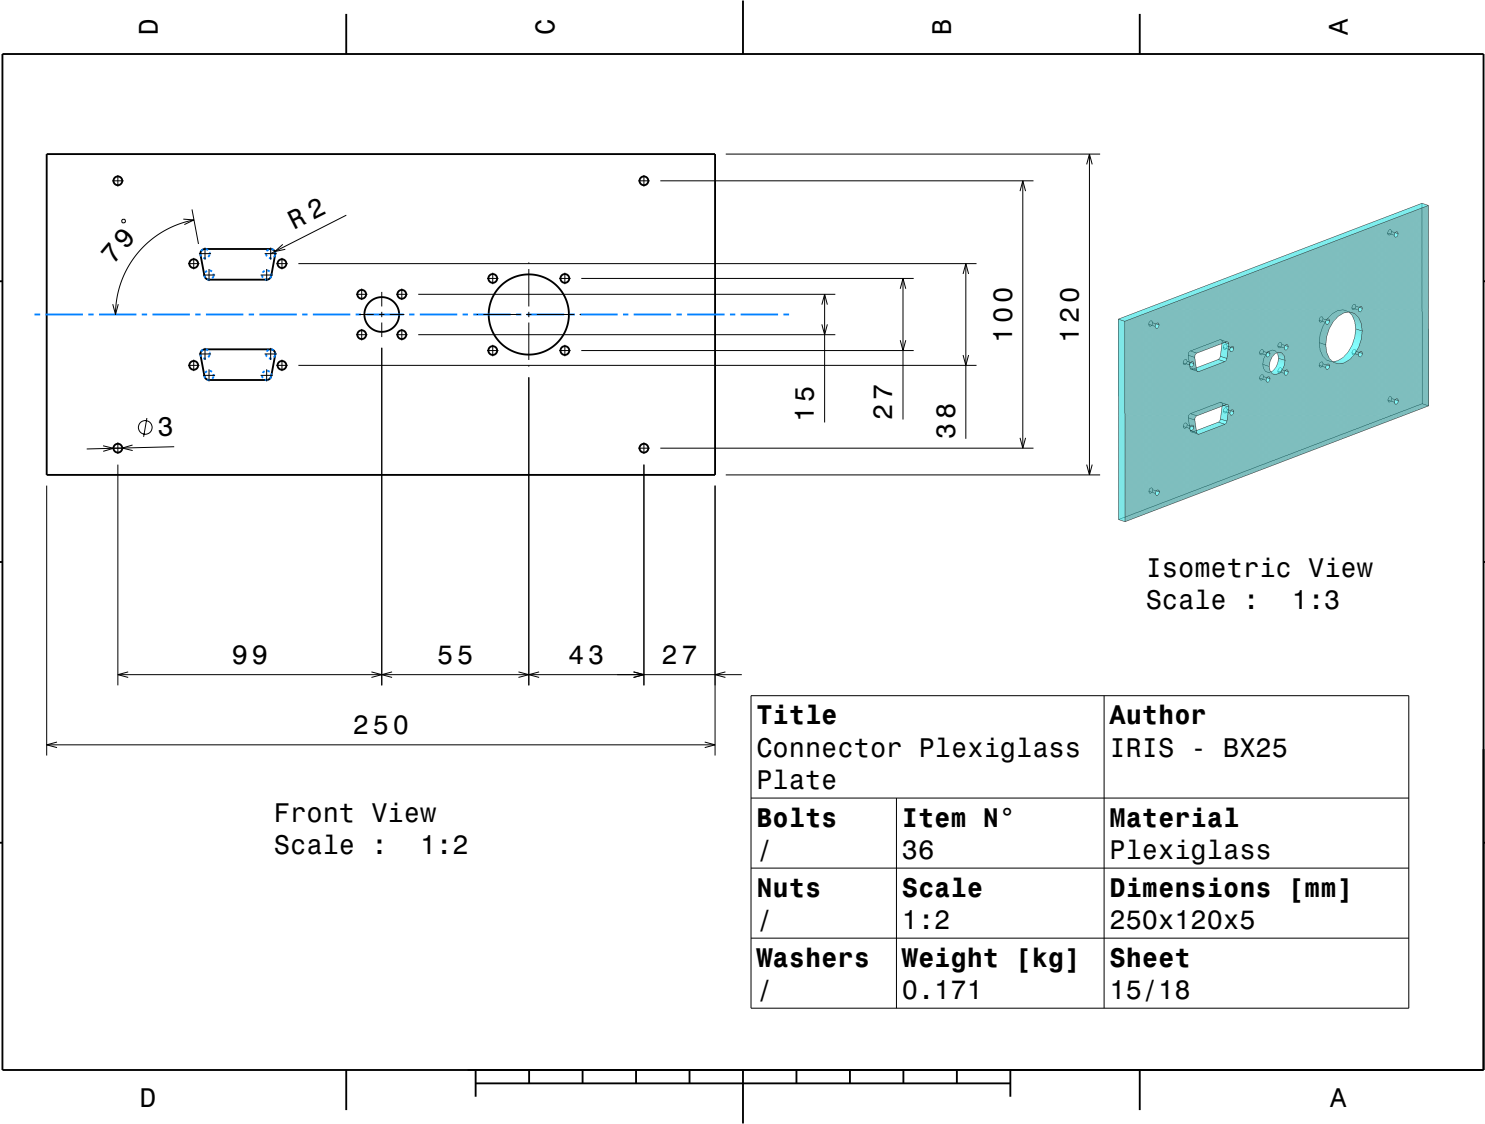 D
C
B
A
79°
R2
Ø3
15
27
38
100
120
99
55
43
27
250
Front View
Scale :  1:2
Isometric View
Scale :  1:3
Title
Connector Plexiglass
Plate
Author
IRIS - BX25
Bolts
/
Item N°
36
Material
Plexiglass
Nuts
/
Scale
1:2
Dimensions [mm]
250x120x5
Washers
/
Weight [kg]
0.171
Sheet
15/18
D
A